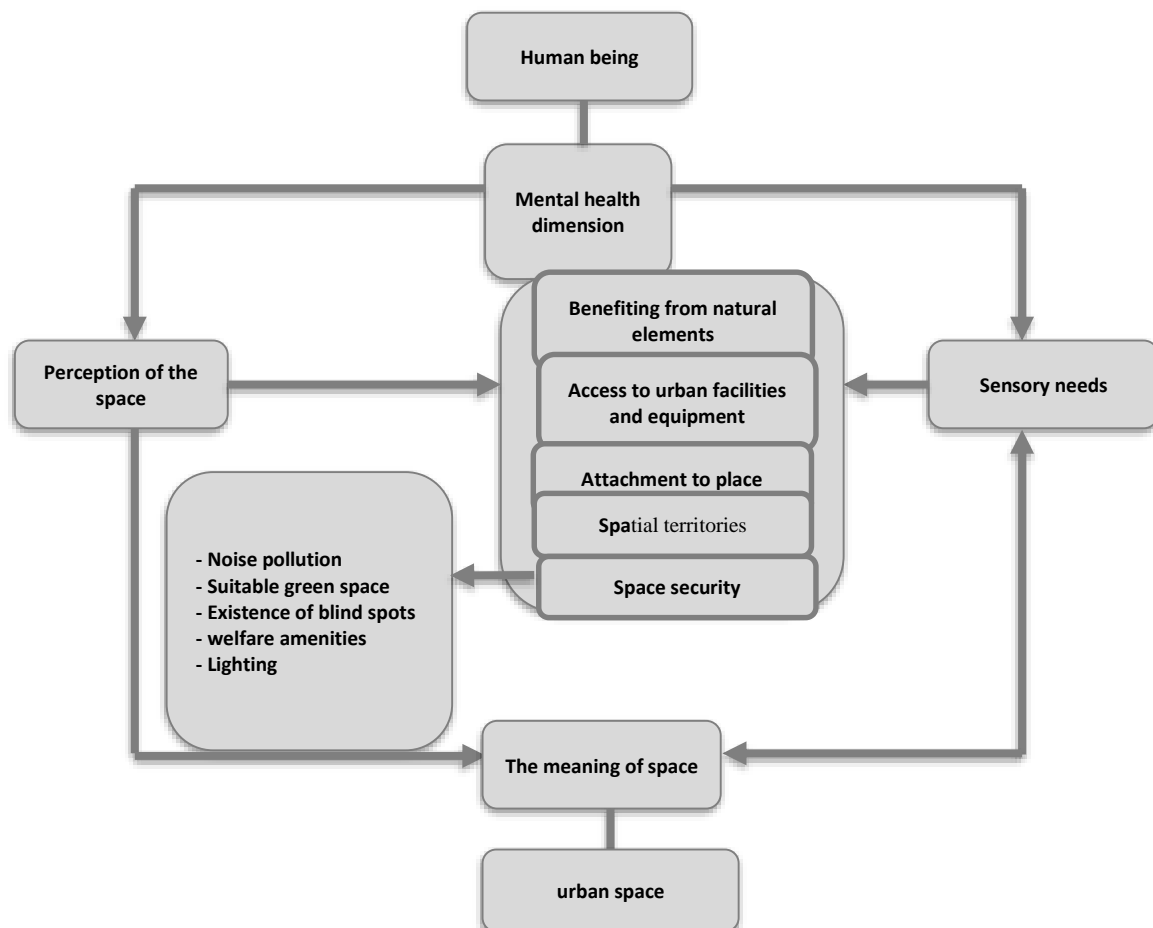 Human being
Mental health
dimension
Benefiting from natural
elements
Perception of the
space
Access to urban facilities
and equipment
Sensory needs
Attachment to place
Spatial territories
Space security
- Noise pollution
- Suitable green space
- Existence of blind spots
- welfare amenities
- Lighting
The meaning of space
urban space